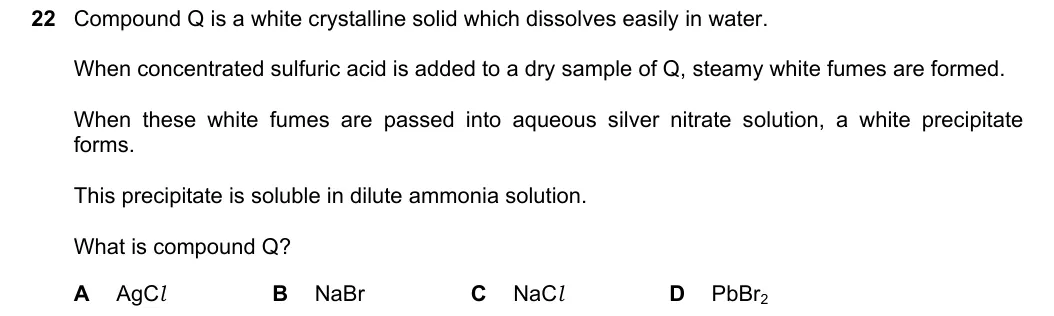 22 Compound Q is a white crystalline solid which dissolves easily in water.
When concentrated sulfuric acid is added to a dry sample of Q, steamy white fumes are formed.
When these white fumes are passed into aqueous silver nitrate solution, a white precipitate
forms.
This precipitate is soluble in dilute ammonia solution.
What is compound Q?
A AgCl B NaBr C NaCl D PbBr₂